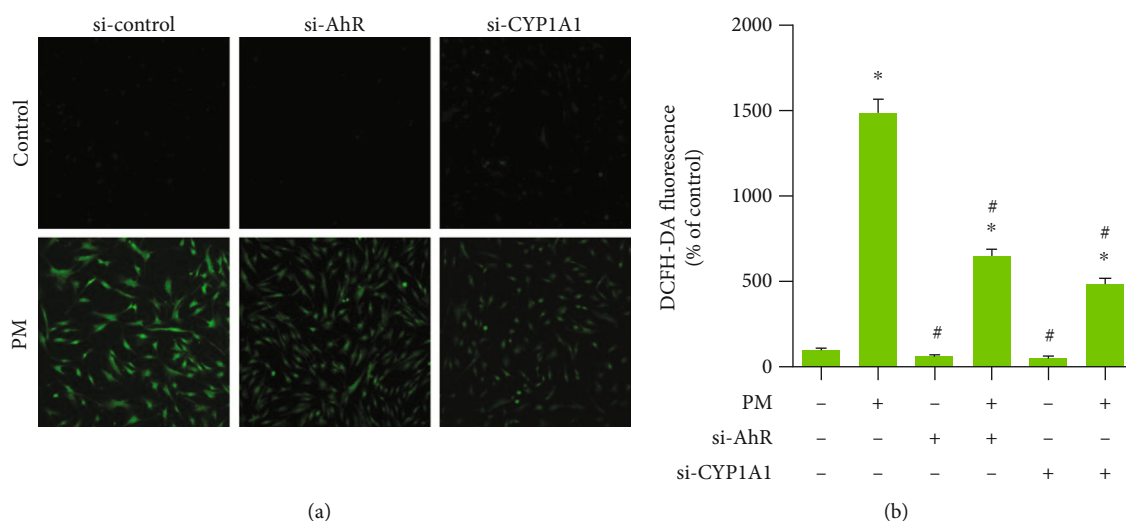 si-control si-AhR si-CYP1A1
Control
PM
(a)
DCFH-DA fluorescence
(% of control)
2000
1500
1000
500
0
*
#
#
*
#
#
*
PM – + – + – +
si-AhR – – + + – –
si-CYP1A1 – – – – + +
(b)